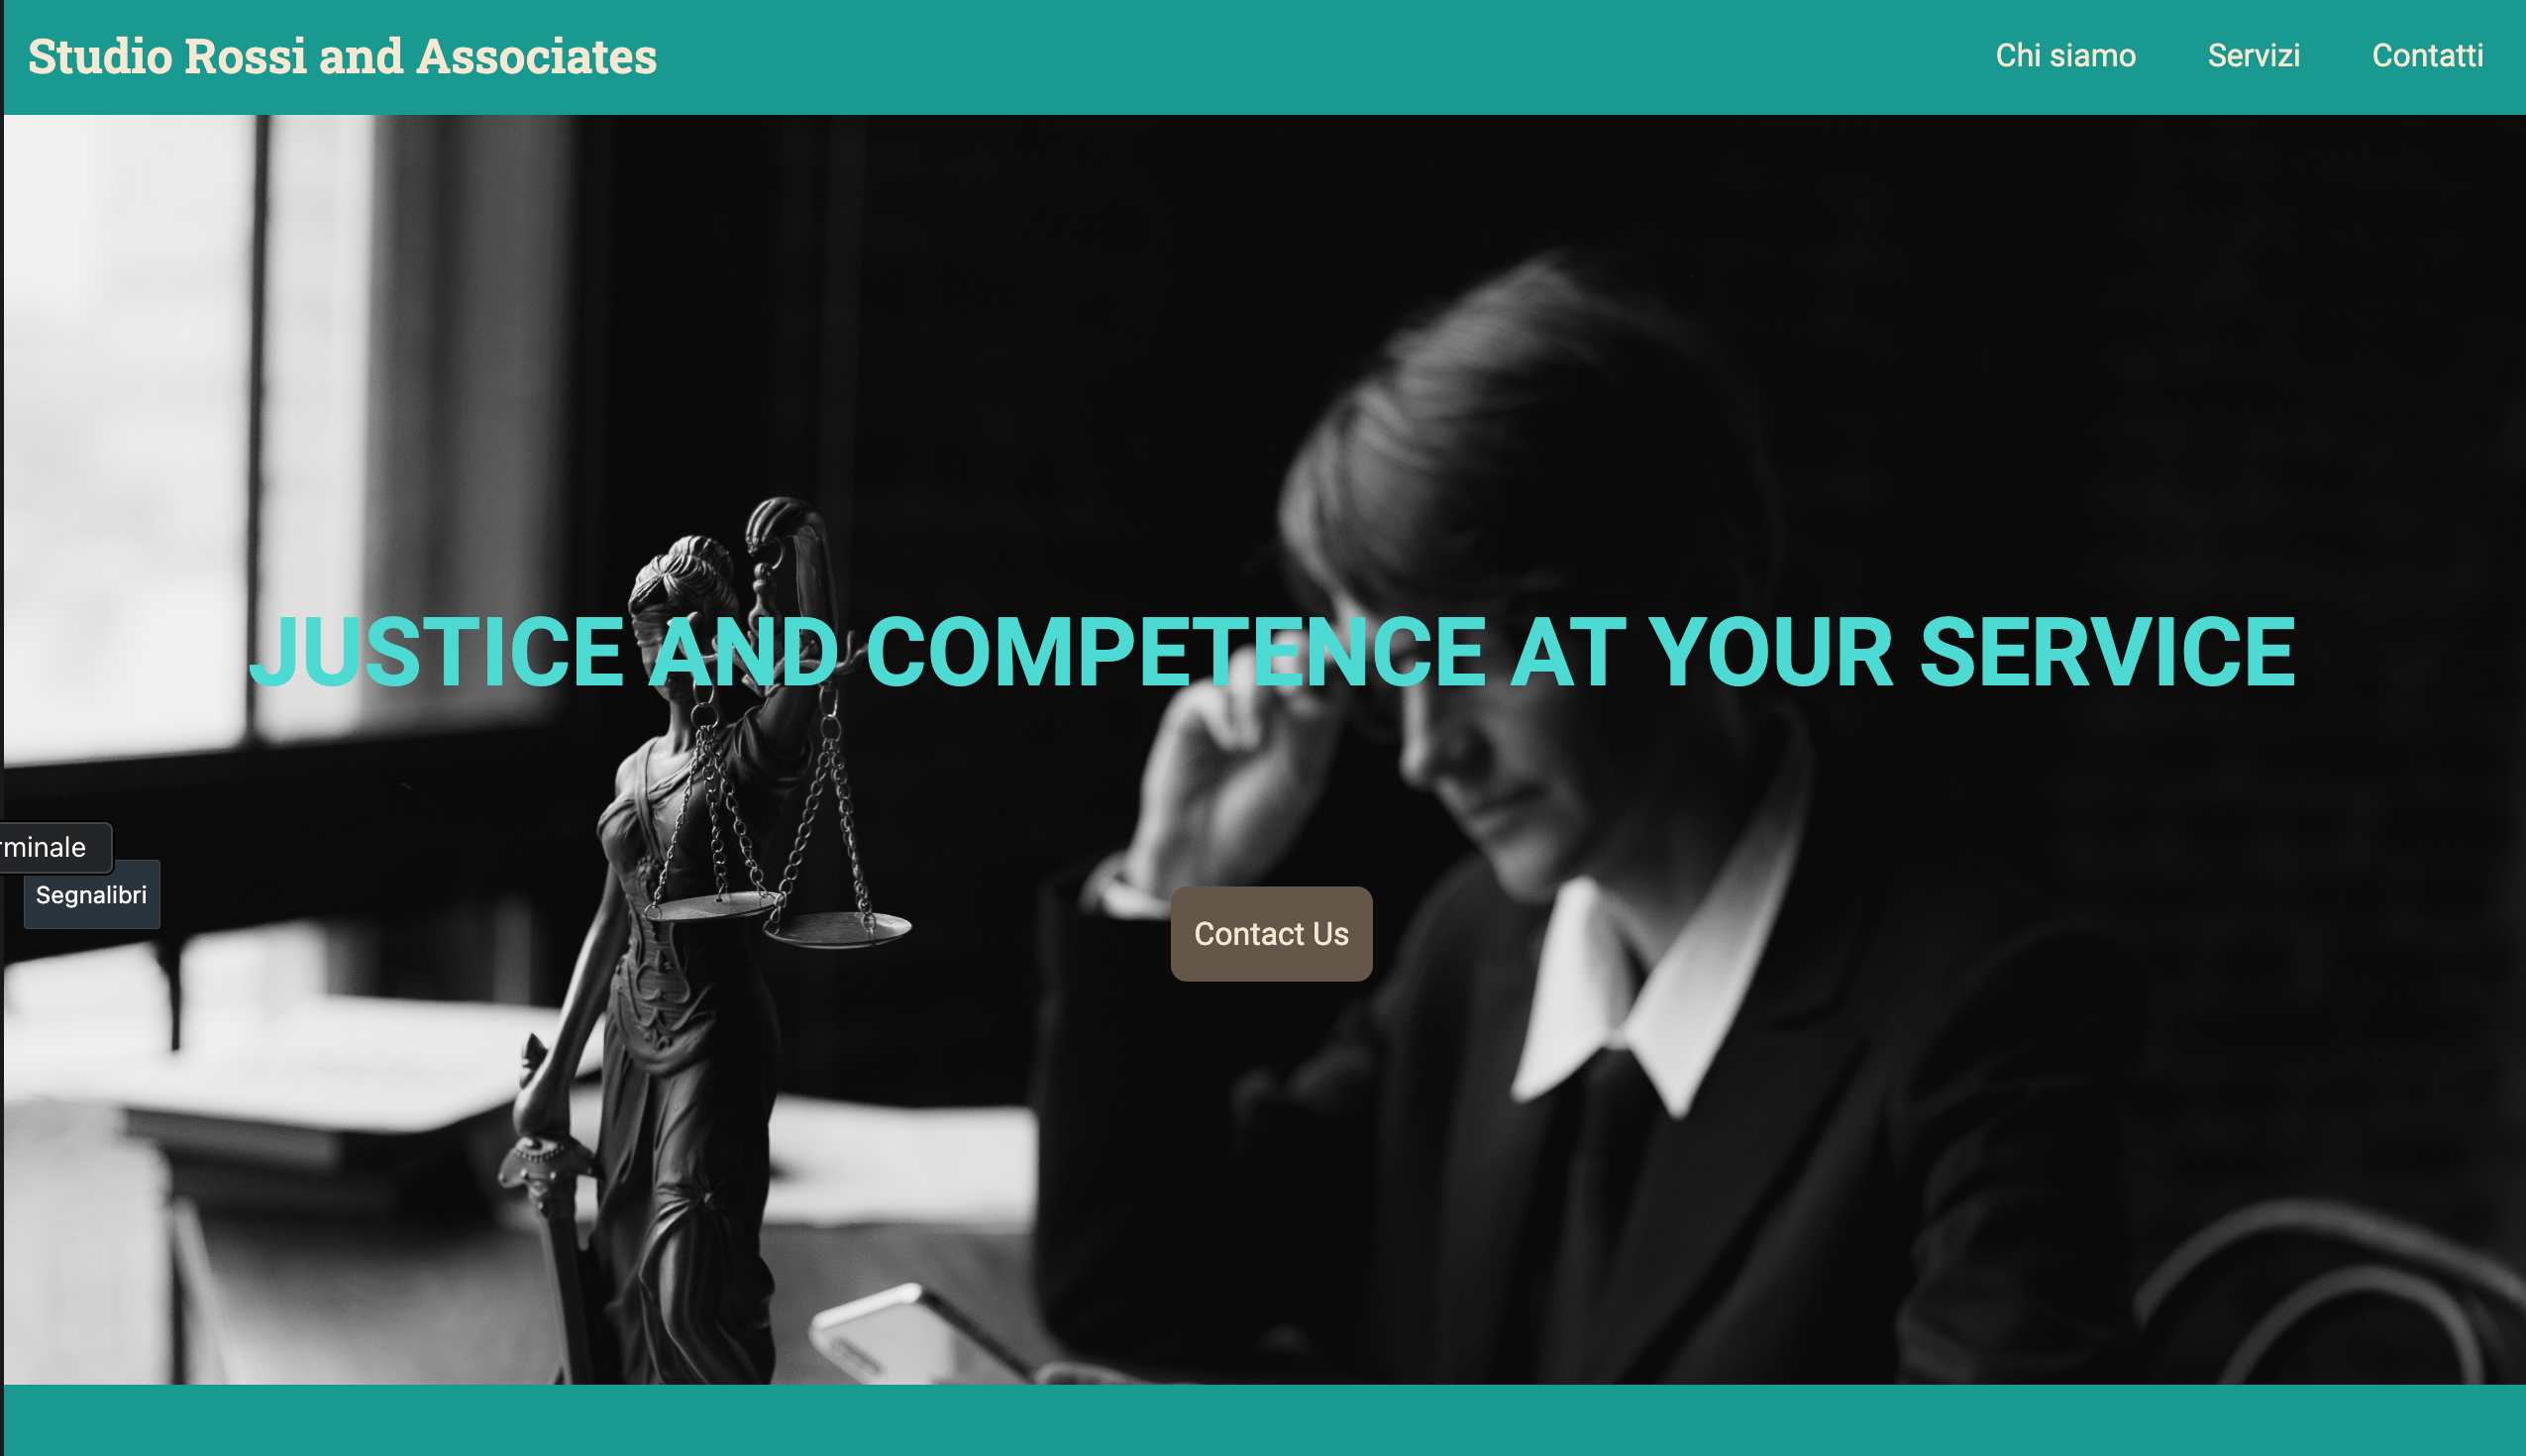 Studio Rossi and Associates
Chi siamo Servizi Contatti
JUSTICE AND COMPETENCE AT YOUR SERVICE
rminale
Segnalibri
Contact Us